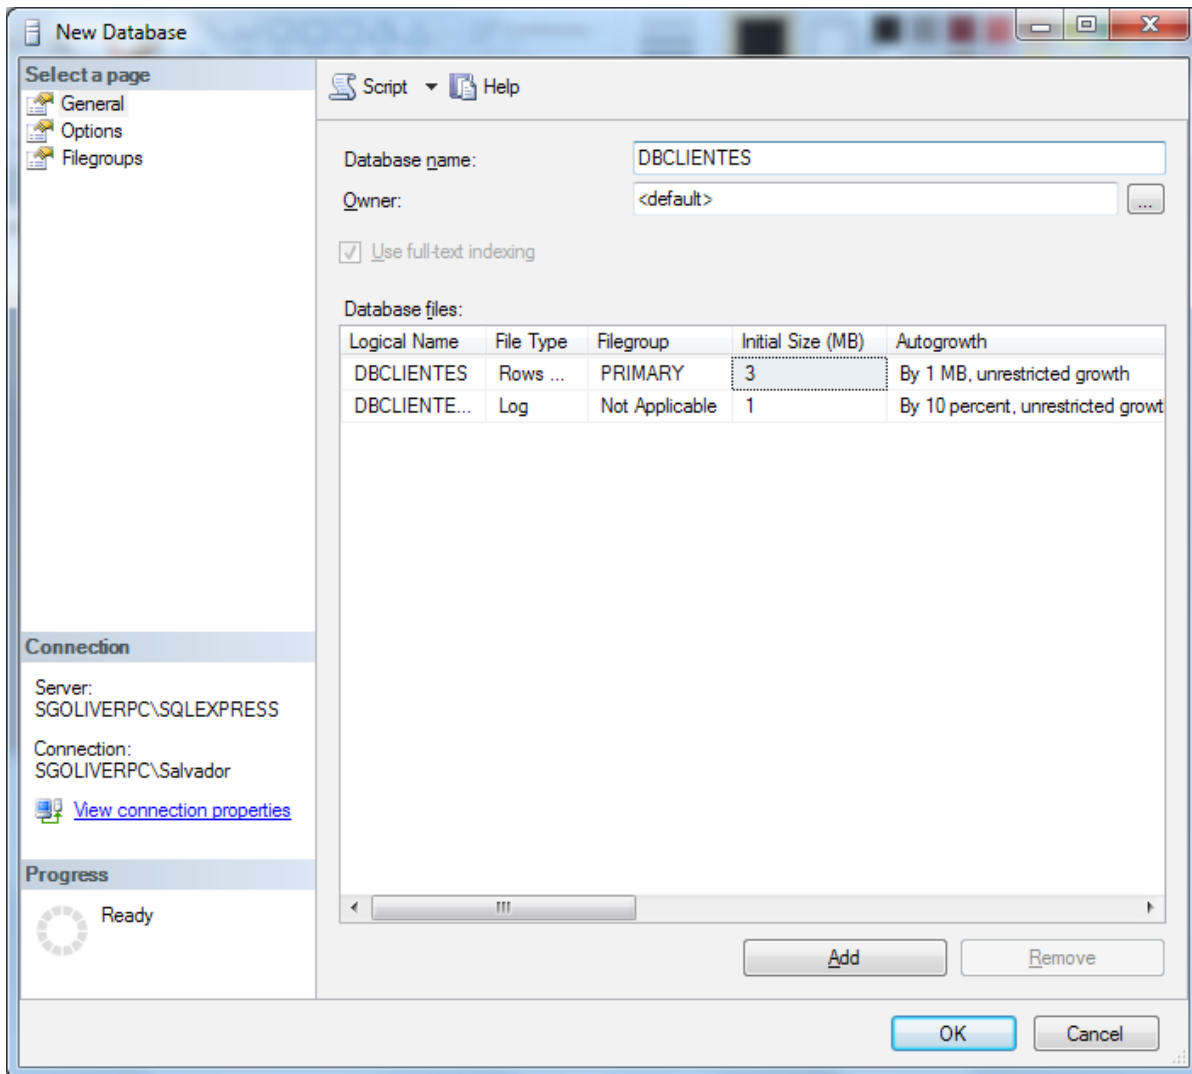 New Database
Select a page
General
Options
Filegroups
Script Help
Database name: DBCLIENTES
Owner: <default> ...
Use full-text indexing
Database files:
Logical Name File Type Filegroup Initial Size (MB) Autogrowth
DBCLIENTES Rows ... PRIMARY 3 By 1 MB, unrestricted growth
DBCLIENTE... Log Not Applicable 1 By 10 percent, unrestricted growt
Connection
Server:
SGOLIVERPC\SQLEXPRESS
Connection:
SGOLIVERPC\Salvador
View connection properties
Progress
Ready
Add Remove
OK Cancel